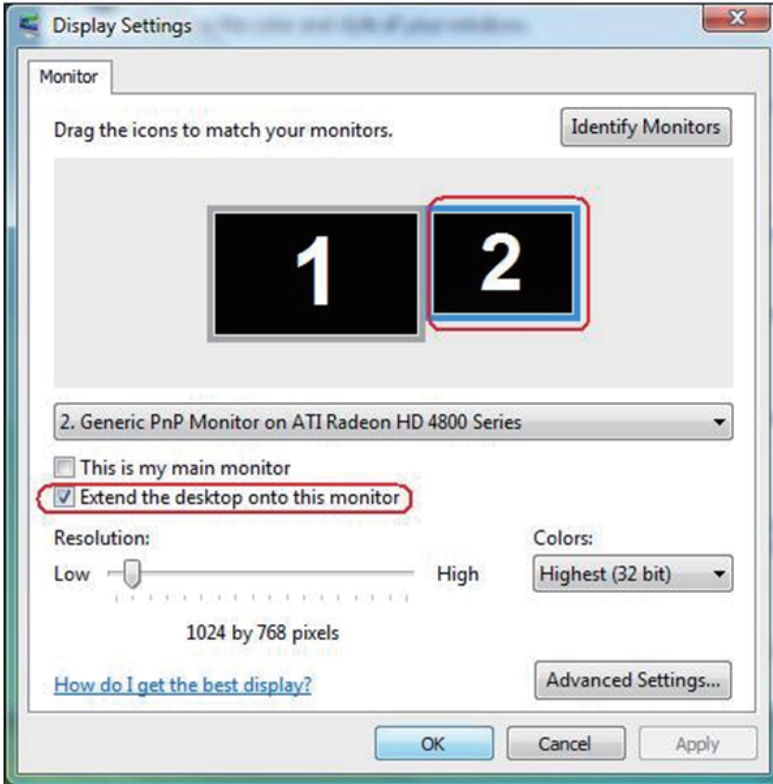 Display Settings
Monitor
Drag the icons to match your monitors.
Identify Monitors
1
2
2. Generic PnP Monitor on ATI Radeon HD 4800 Series
This is my main monitor
Extend the desktop onto this monitor
Resolution:
Colors:
Low
High
Highest (32 bit)
1024 by 768 pixels
How do I get the best display?
Advanced Settings...
OK
Cancel
Apply